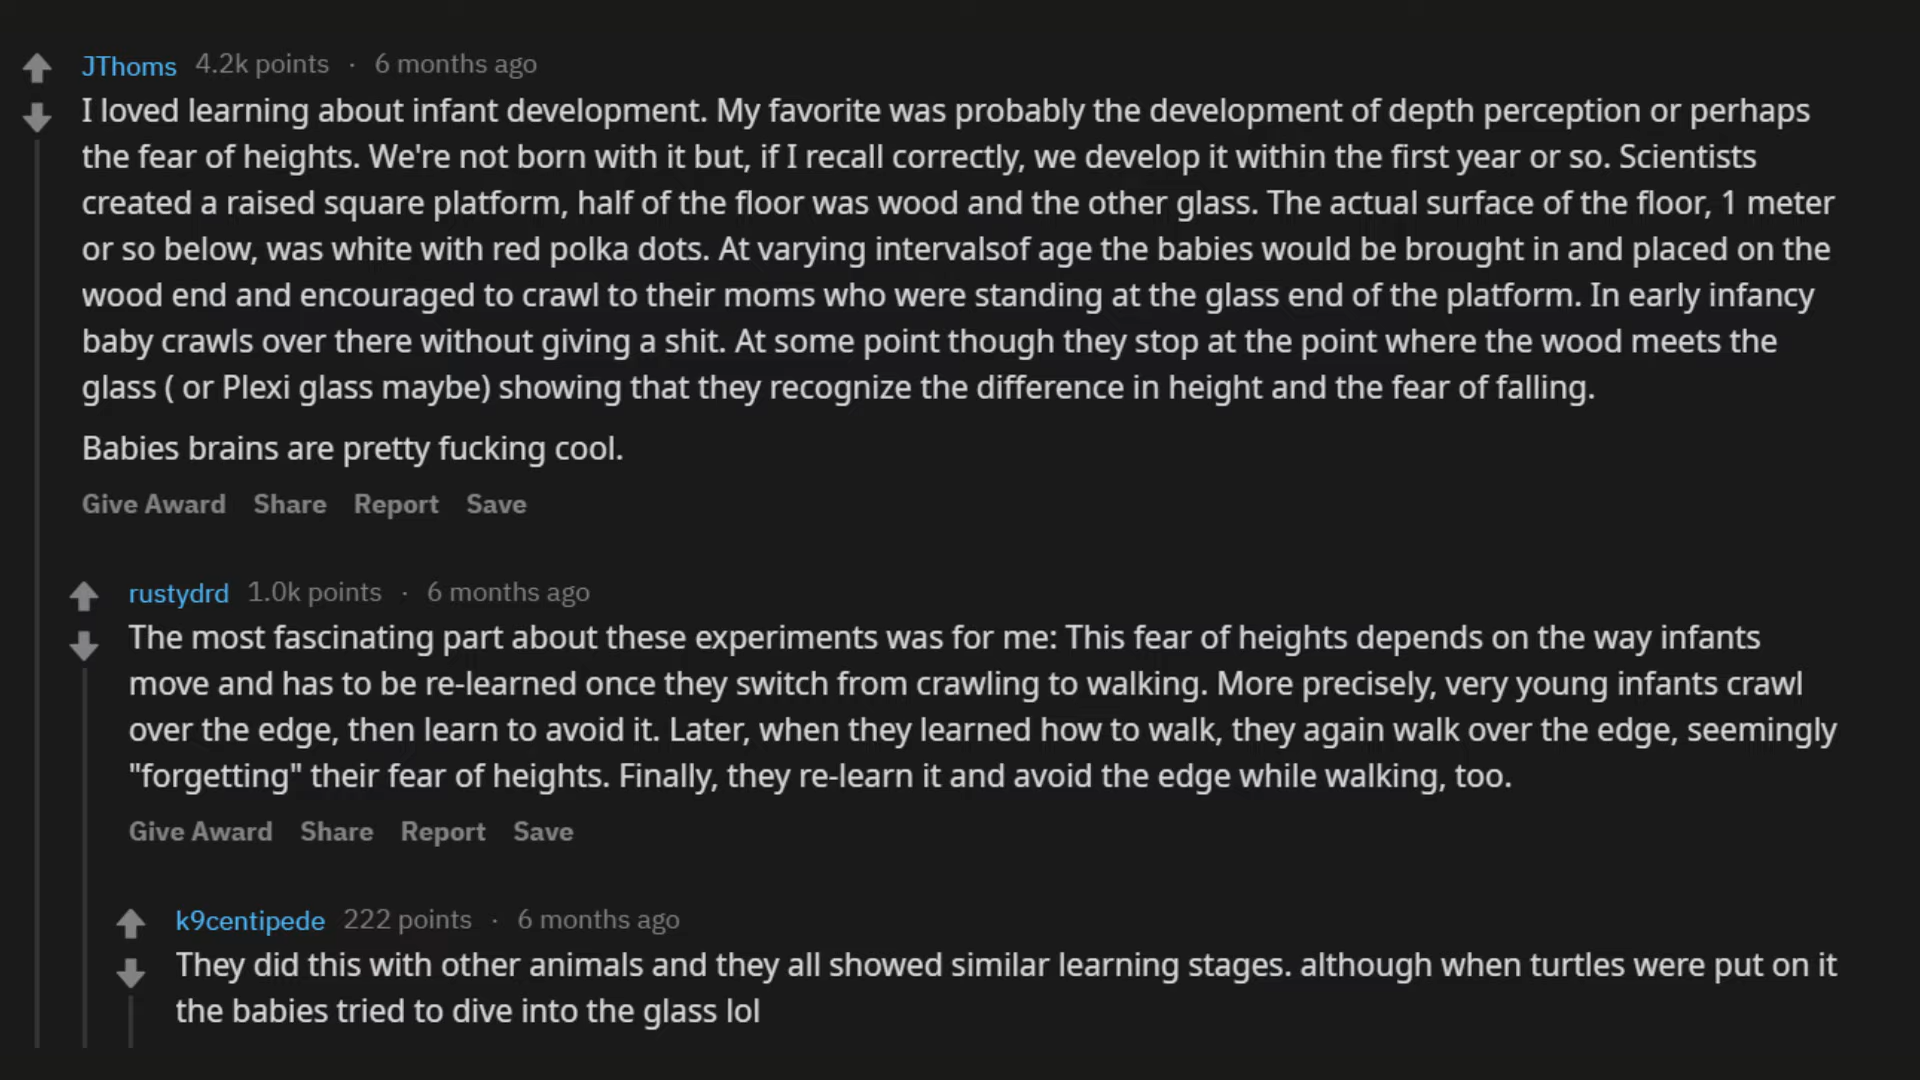 JThoms 4.2k points · 6 months ago
I loved learning about infant development. My favorite was probably the development of depth perception or perhaps
the fear of heights. We're not born with it but, if I recall correctly, we develop it within the first year or so. Scientists
created a raised square platform, half of the floor was wood and the other glass. The actual surface of the floor, 1 meter
or so below, was white with red polka dots. At varying intervalsof age the babies would be brought in and placed on the
wood end and encouraged to crawl to their moms who were standing at the glass end of the platform. In early infancy
baby crawls over there without giving a shit. At some point though they stop at the point where the wood meets the
glass ( or Plexi glass maybe) showing that they recognize the difference in height and the fear of falling.
Babies brains are pretty fucking cool.
Give Award Share Report Save
rustydrd 1.0k points · 6 months ago
The most fascinating part about these experiments was for me: This fear of heights depends on the way infants
move and has to be re-learned once they switch from crawling to walking. More precisely, very young infants crawl
over the edge, then learn to avoid it. Later, when they learned how to walk, they again walk over the edge, seemingly
"forgetting" their fear of heights. Finally, they re-learn it and avoid the edge while walking, too.
Give Award Share Report Save
k9centipede 222 points · 6 months ago
They did this with other animals and they all showed similar learning stages. although when turtles were put on it
the babies tried to dive into the glass lol